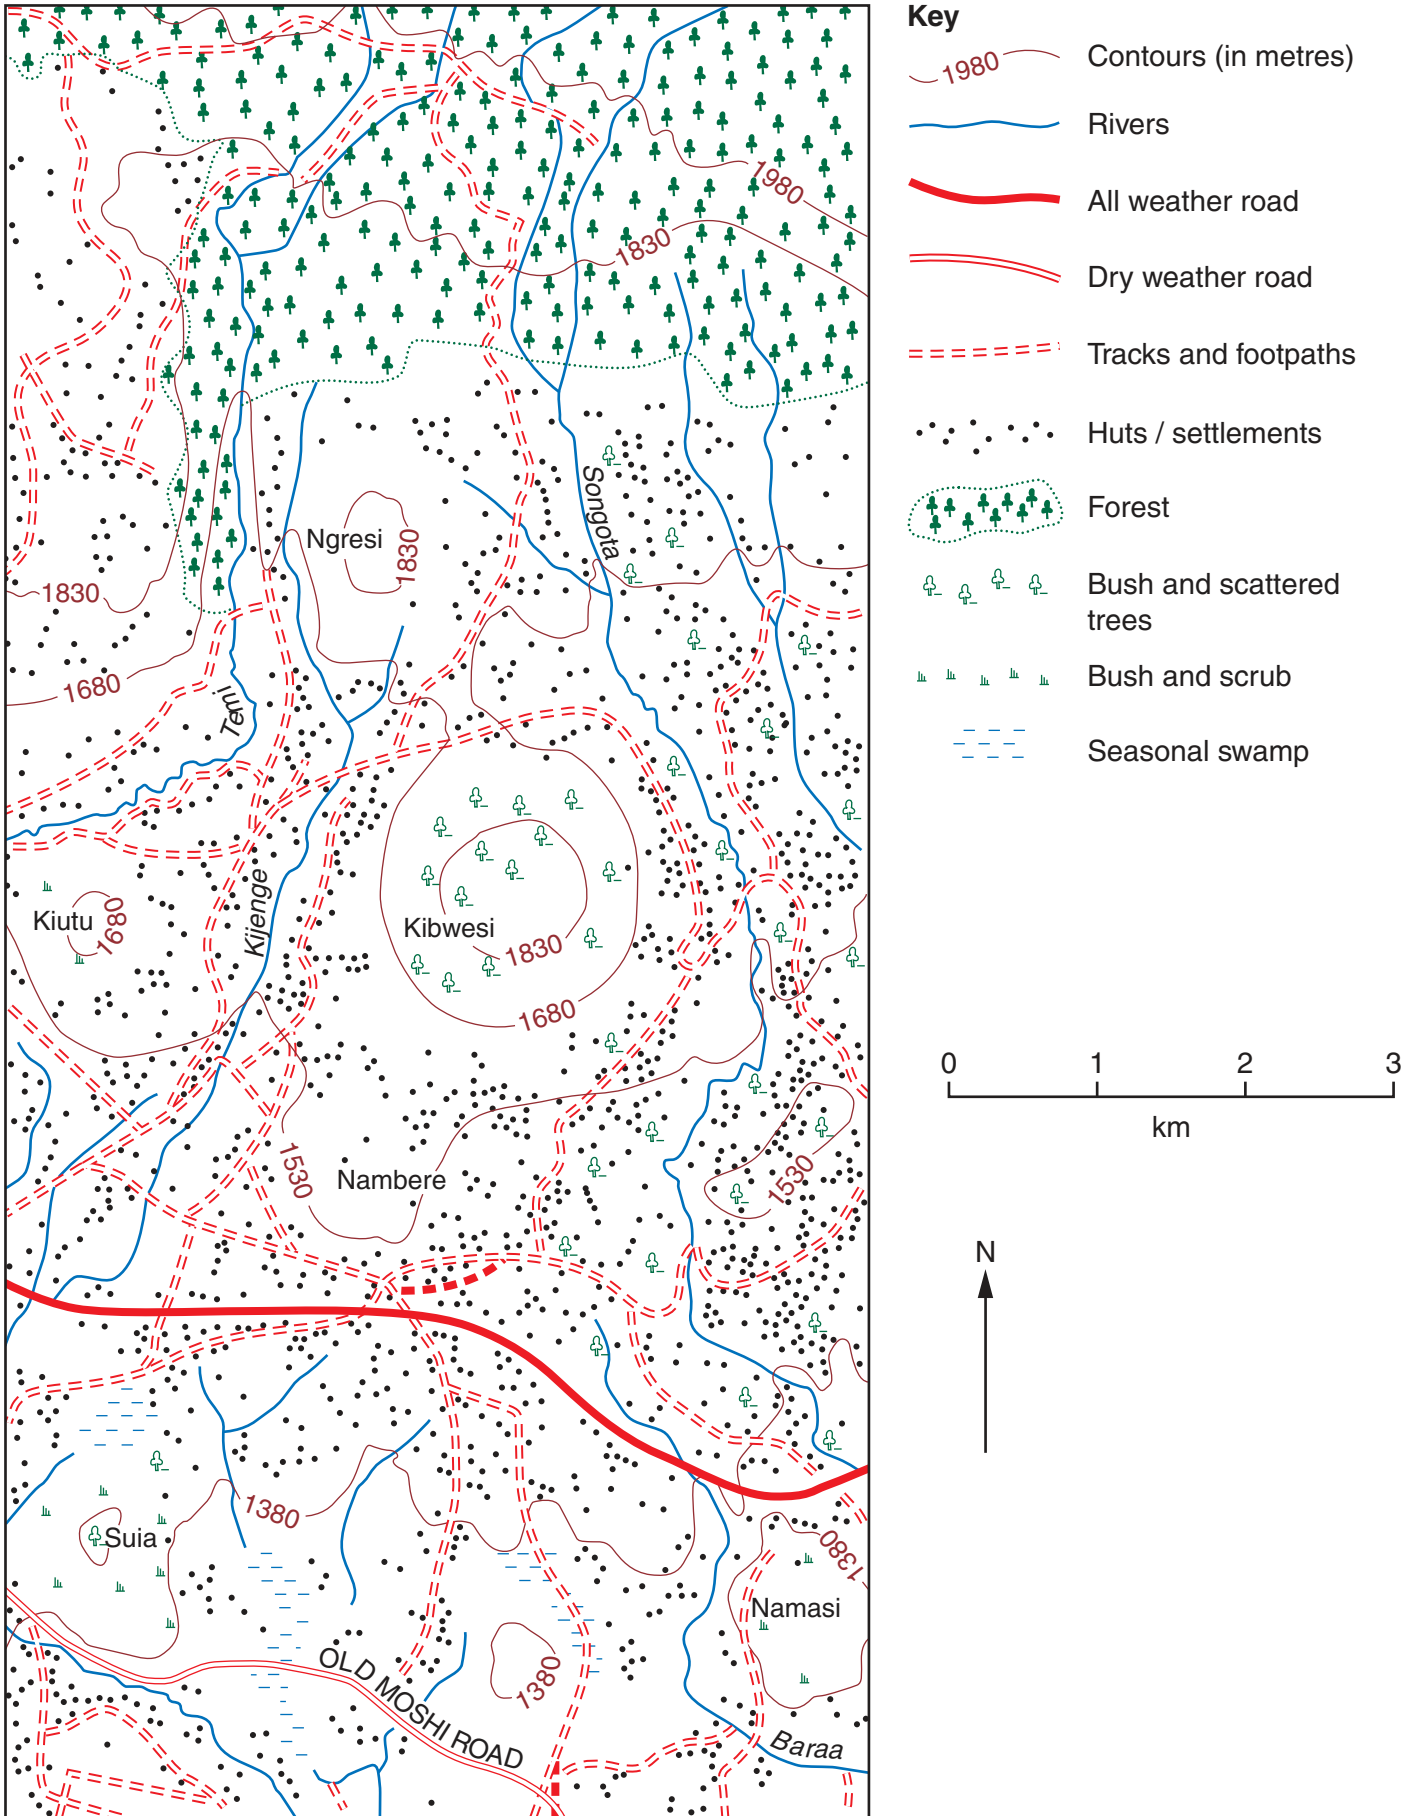 Key
1980
Contours (in metres)
Rivers
All weather road
Dry weather road
Tracks and footpaths
Huts / settlements
Forest
Bush and scattered
trees
Bush and scrub
Seasonal swamp
0 1 2 3
km
N
1980
1830
Songota
Ngresi
1830
1830
1680
Temi
Kijenge
Kiutu
1680
Kibwesi
1830
1680
1530
Nambere
1530
1380
Suia
1380
Namasi
OLD MOSHI ROAD
1380
Baraa